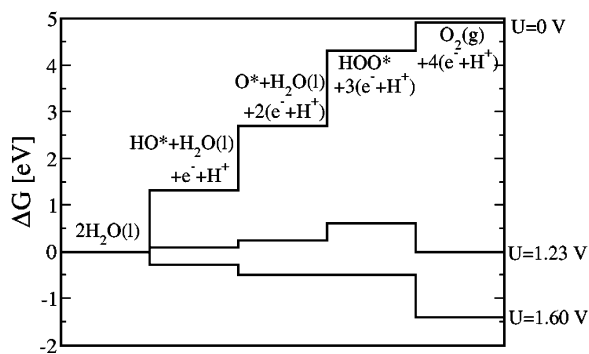 5
4
3
2
1
0
-1
-2
ΔG [eV]
2H₂O(l)
HO*+H₂O(l)
+e⁻+H⁺
O*+H₂O(l)
+2(e⁻+H⁺)
HOO*
+3(e⁻+H⁺)
O₂(g)
+4(e⁻+H⁺)
U=0 V
U=1.23 V
U=1.60 V